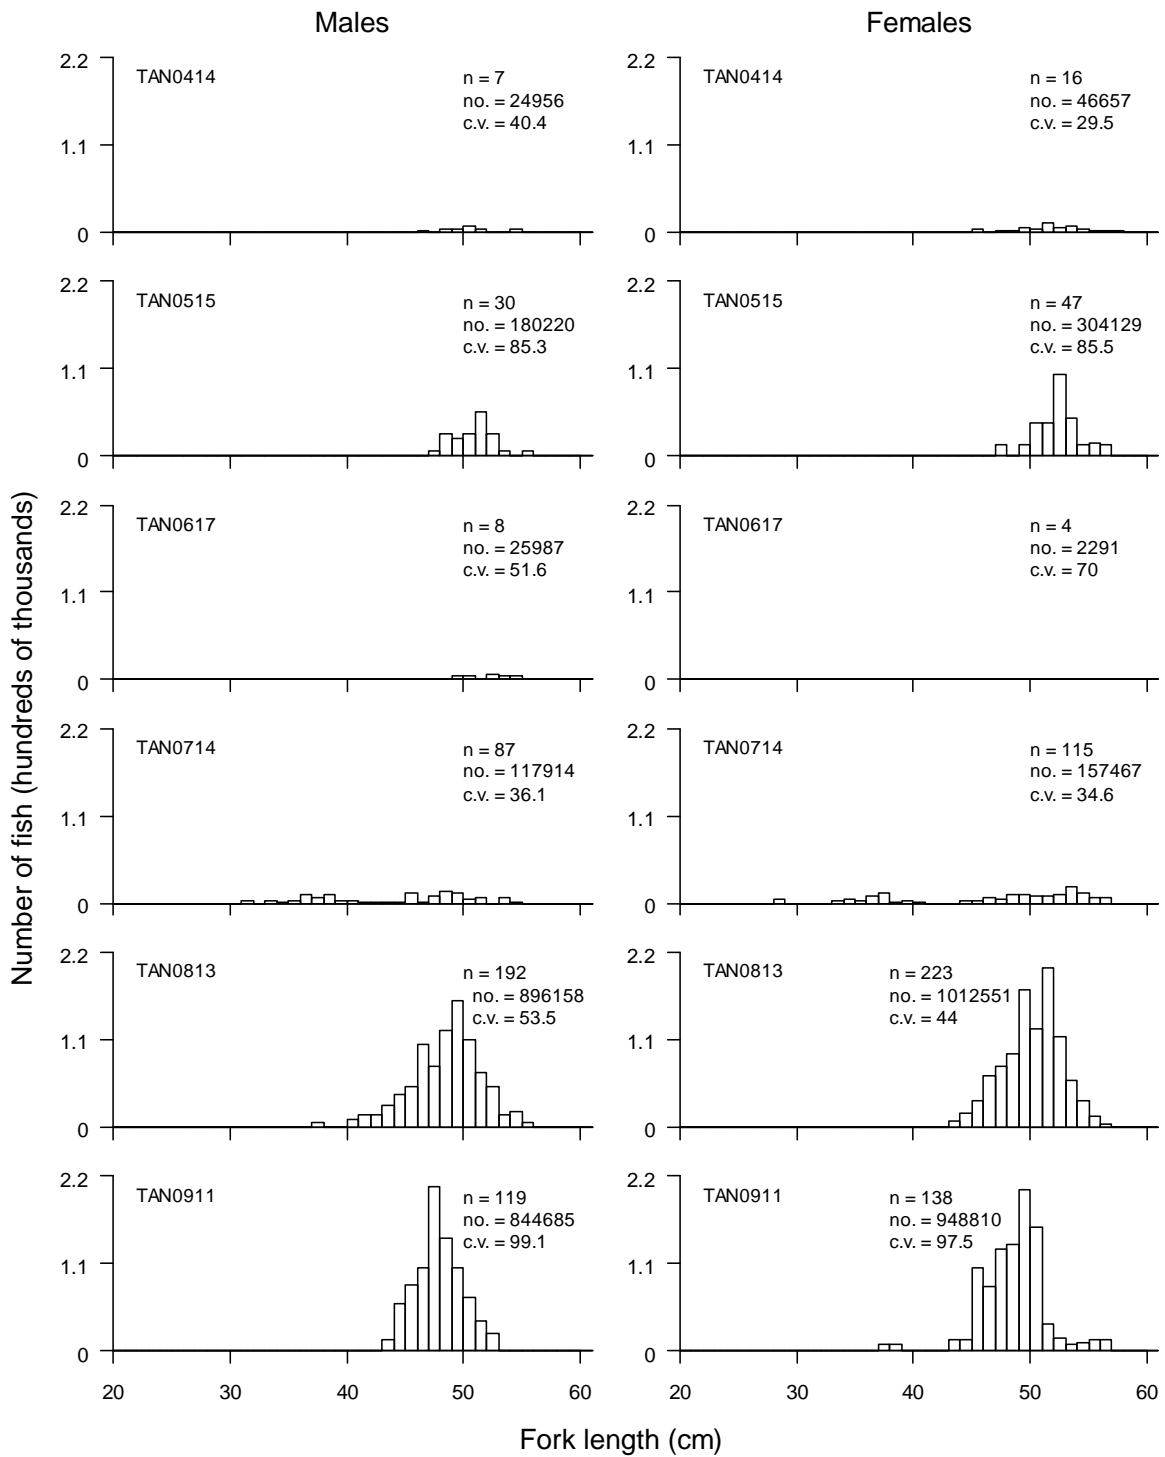 Males Females
2.2 TAN0414 n = 7 2.2 TAN0414 n = 16
no. = 24956 no. = 46657
c.v. = 40.4 c.v. = 29.5
1.1 1.1
0 0
2.2 TAN0515 n = 30 2.2 TAN0515 n = 47
no. = 180220 no. = 304129
c.v. = 85.3 c.v. = 85.5
1.1 1.1
0 0
2.2 TAN0617 n = 8 2.2 TAN0617 n = 4
no. = 25987 no. = 2291
c.v. = 51.6 c.v. = 70
1.1 1.1
0 0
2.2 TAN0714 n = 87 2.2 TAN0714 n = 115
no. = 117914 no. = 157467
c.v. = 36.1 c.v. = 34.6
1.1 1.1
0 0
2.2 TAN0813 n = 192 2.2 TAN0813 n = 223
no. = 896158 no. = 1012551
c.v. = 53.5 c.v. = 44
1.1 1.1
0 0
2.2 TAN0911 n = 119 2.2 TAN0911 n = 138
no. = 844685 no. = 948810
c.v. = 99.1 c.v. = 97.5
1.1 1.1
0 0
20 30 40 50 60 20 30 40 50 60
Fork length (cm)
Number of fish (hundreds of thousands)